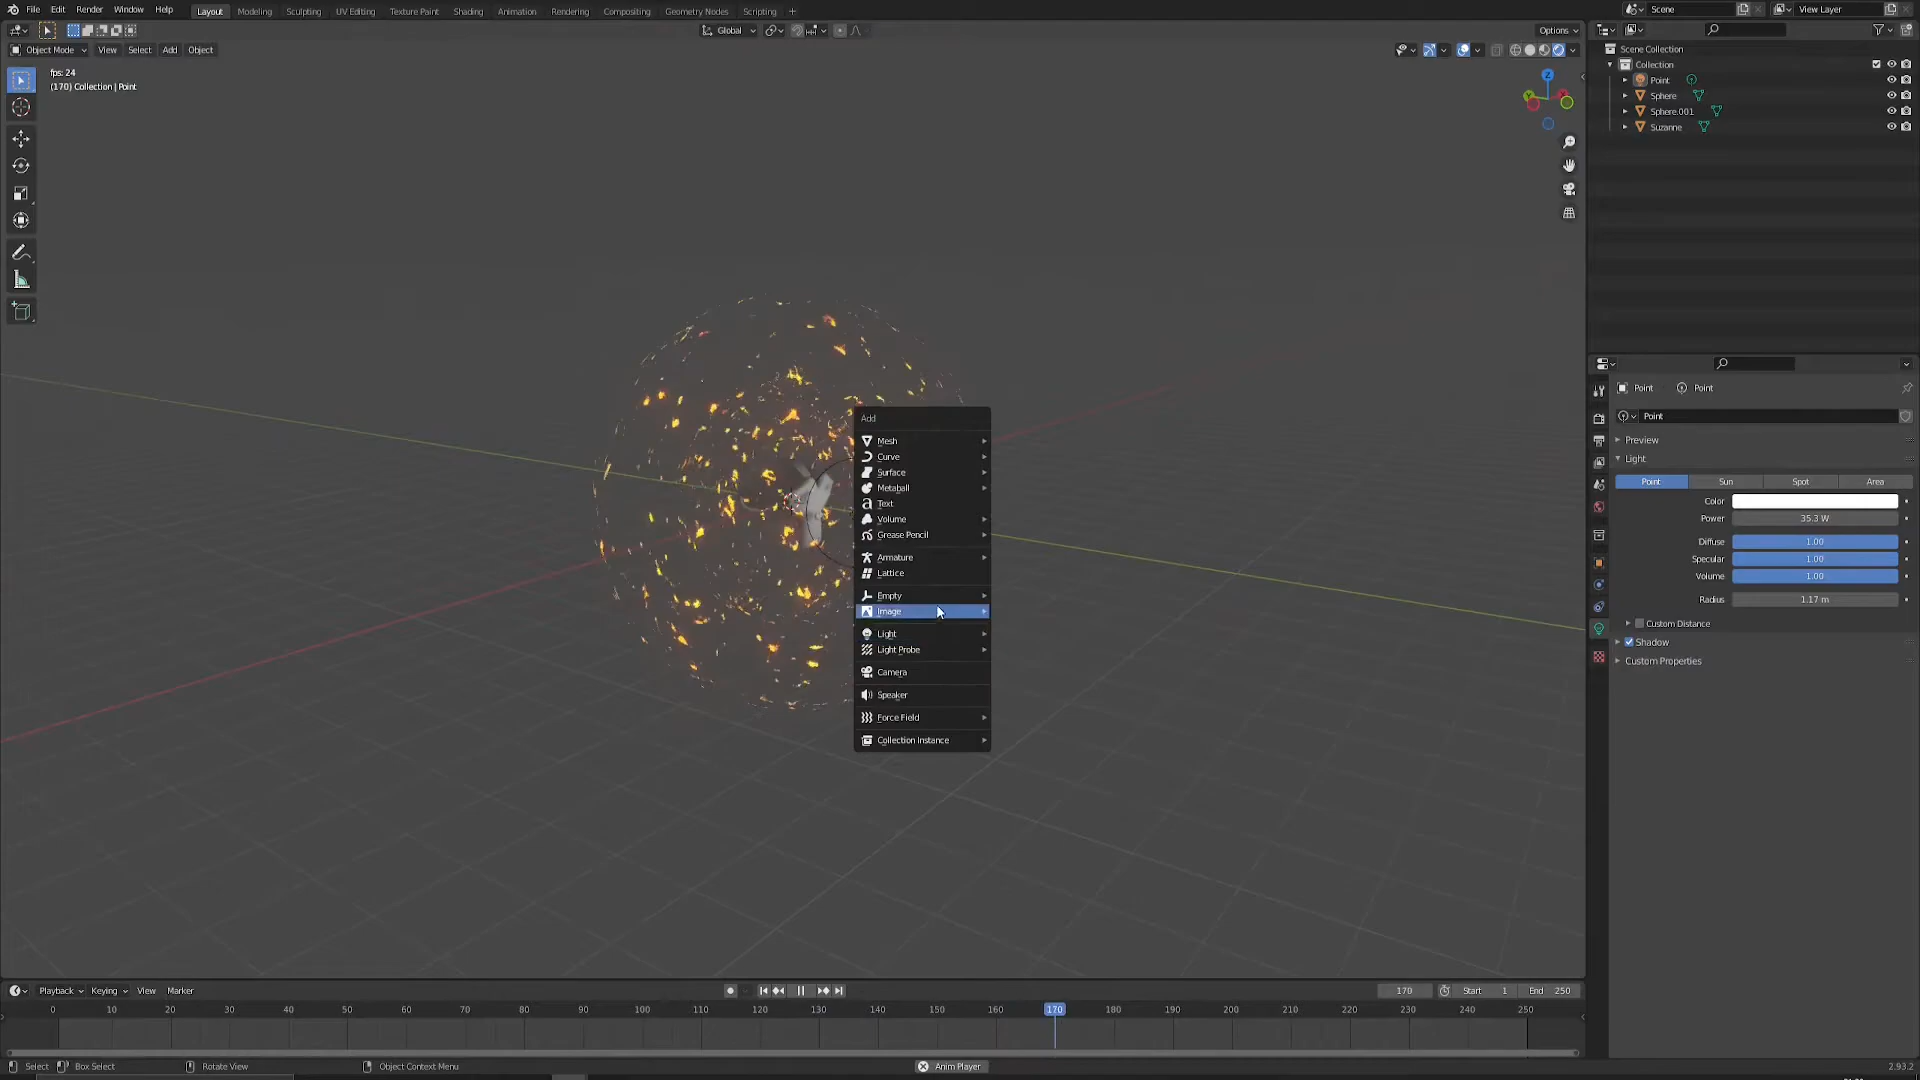 File Edit Render Window Help Layout Modeling Sculpting UV Editing Texture Paint Shading Animation Rendering Compositing Geometry Nodes Scripting + Scene View Layer
Global Options
Object Mode View Select Add Object
fps: 24
(170) Collection | Point
Z
Scene Collection
Collection
Point
Sphere
Sphere.001
Suzanne
Add
Mesh
Curve
Surface
Metaball
Text
Volume
Grease Pencil
Armature
Lattice
Empty
Image
Light
Light Probe
Camera
Speaker
Force Field
Collection Instance
Point Point
Point
Preview
Light
Point Sun Spot Area
Color
Power 35.3 W
Diffuse 1.00
Specular 1.00
Volume 1.00
Radius 1.17 m
Custom Distance
Shadow
Custom Properties
Playback Keying View Marker 170 Start 1 End 250
0 10 20 30 40 50 60 70 80 90 100 110 120 130 140 150 160 170 180 190 200 210 220 230 240 250
Select Box Select Rotate View Object Context Menu Anim Player 2.93.2